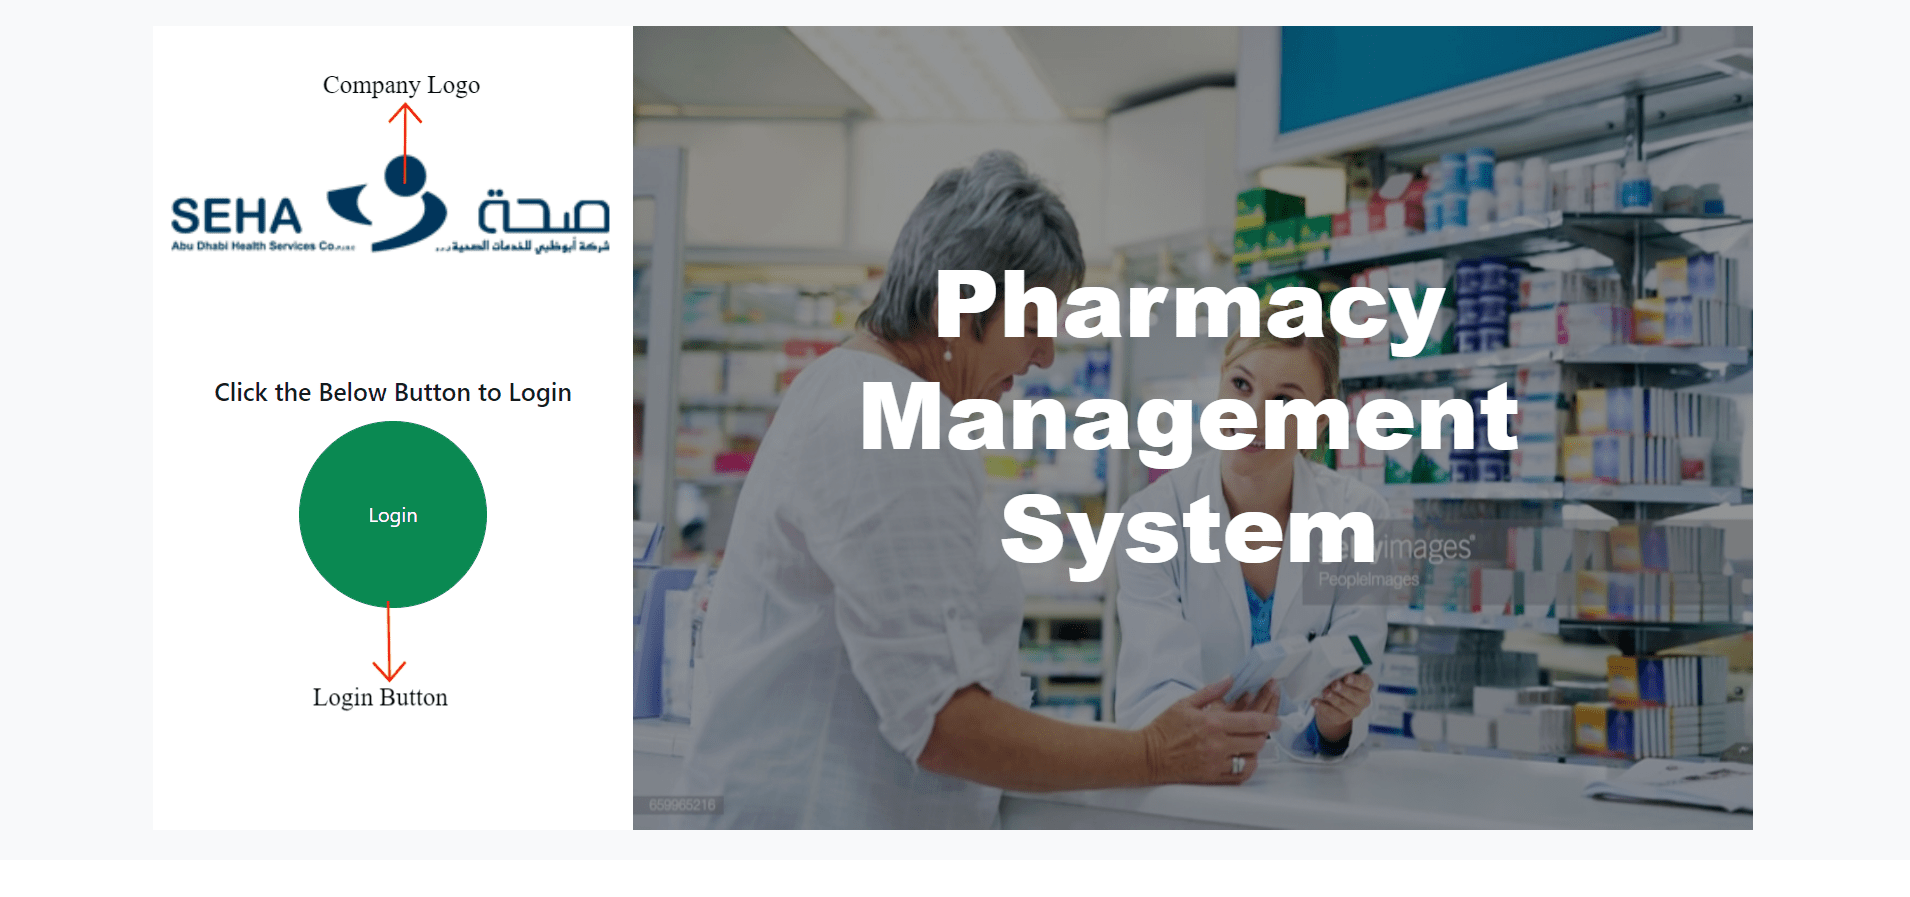 Company Logo
SEHA
صحة
Abu Dhabi Health Services Co.
شركة أبوظبي للخدمات الصحية
Click the Below Button to Login
Login
Login Button
Pharmacy
Management
System
yimages
PeopleImages
659965216